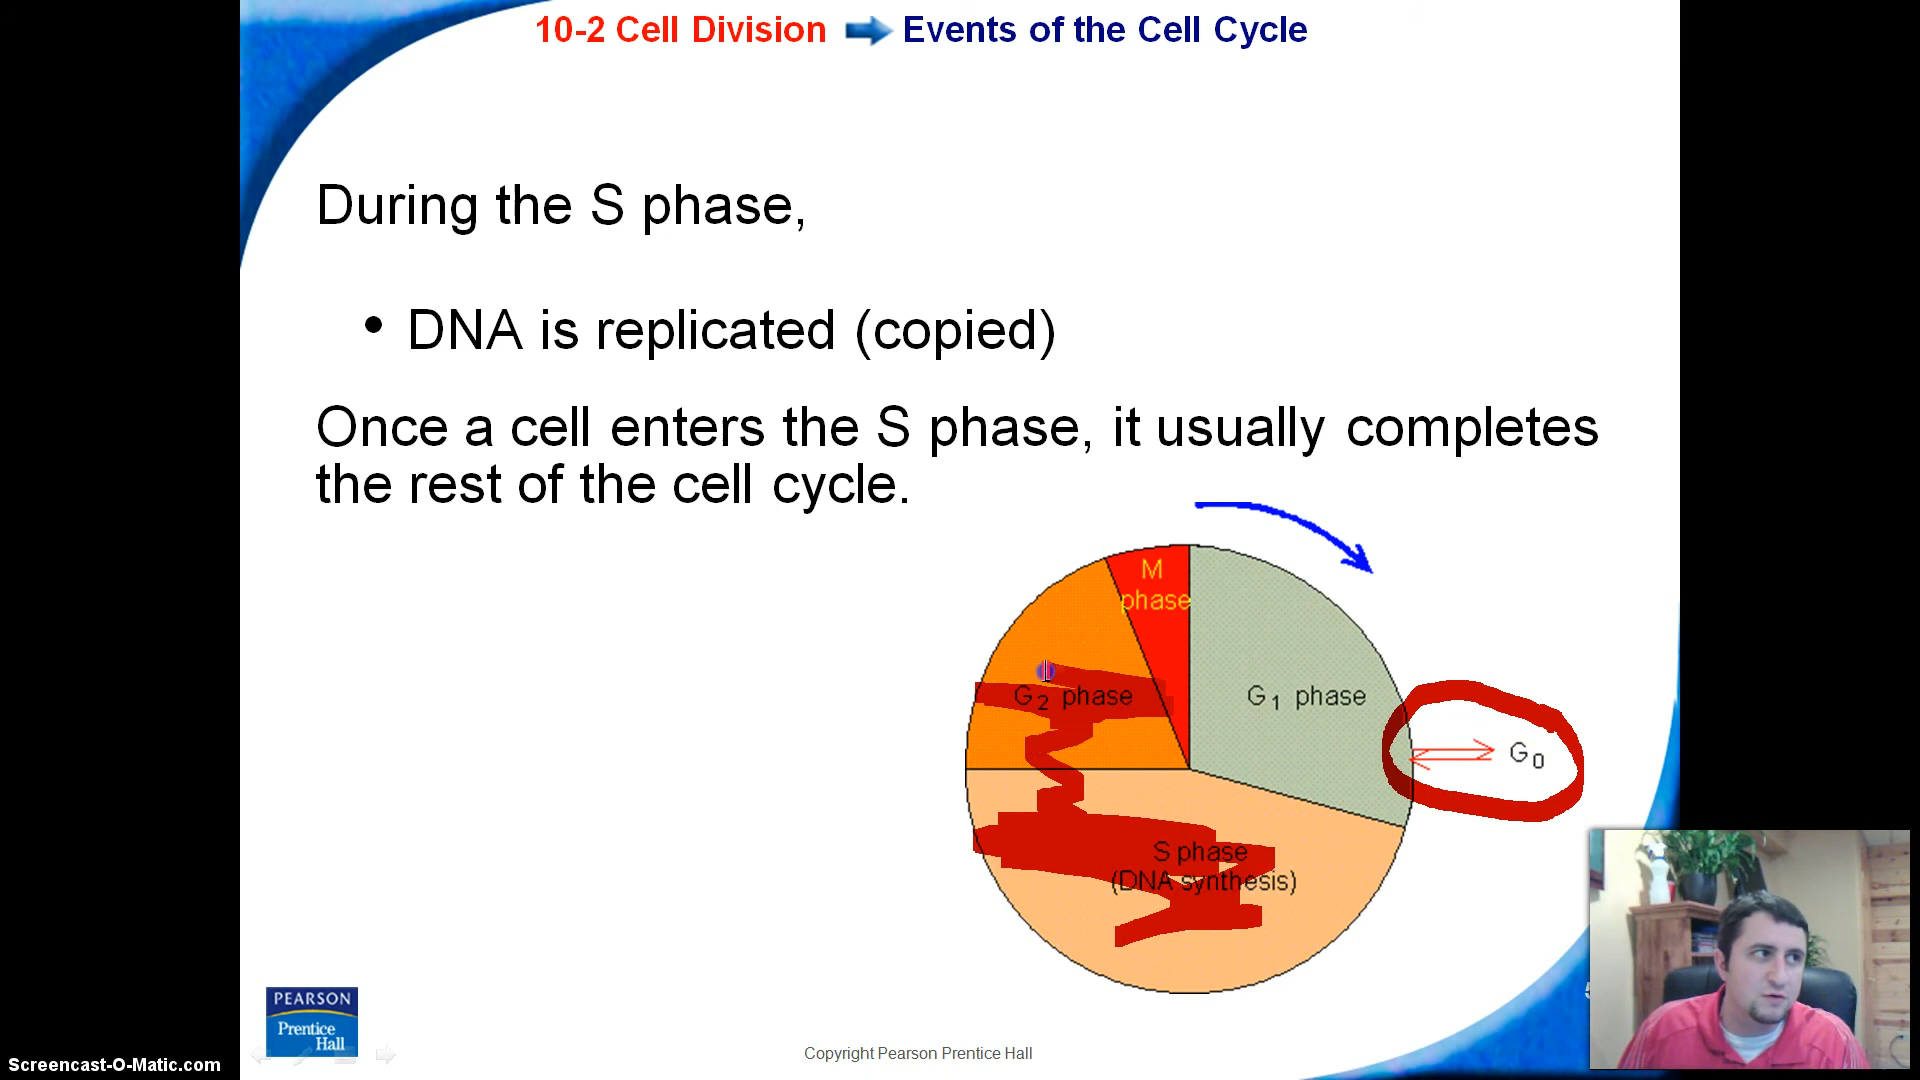 10-2 Cell Division Events of the Cell Cycle
During the S phase,
• DNA is replicated (copied)
Once a cell enters the S phase, it usually completes
the rest of the cell cycle.
M
phase
G2 phase
G1 phase
G0
S phase
(DNA synthesis)
PEARSON
Prentice
Hall
Copyright Pearson Prentice Hall
Screencast-O-Matic.com